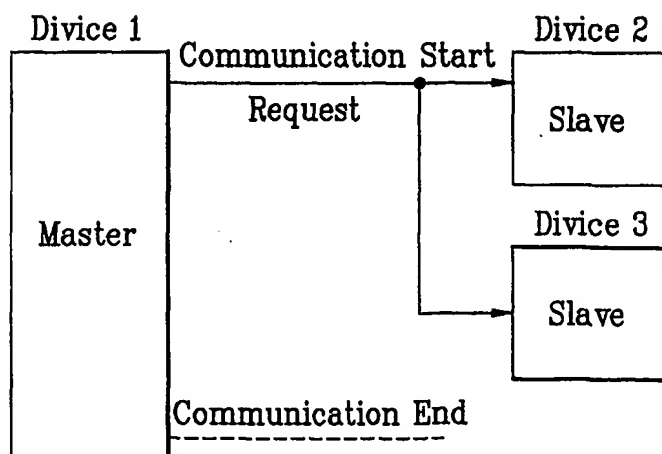 Divice 1
Communication Start
Request
Master
Communication End
Divice 2
Slave
Divice 3
Slave